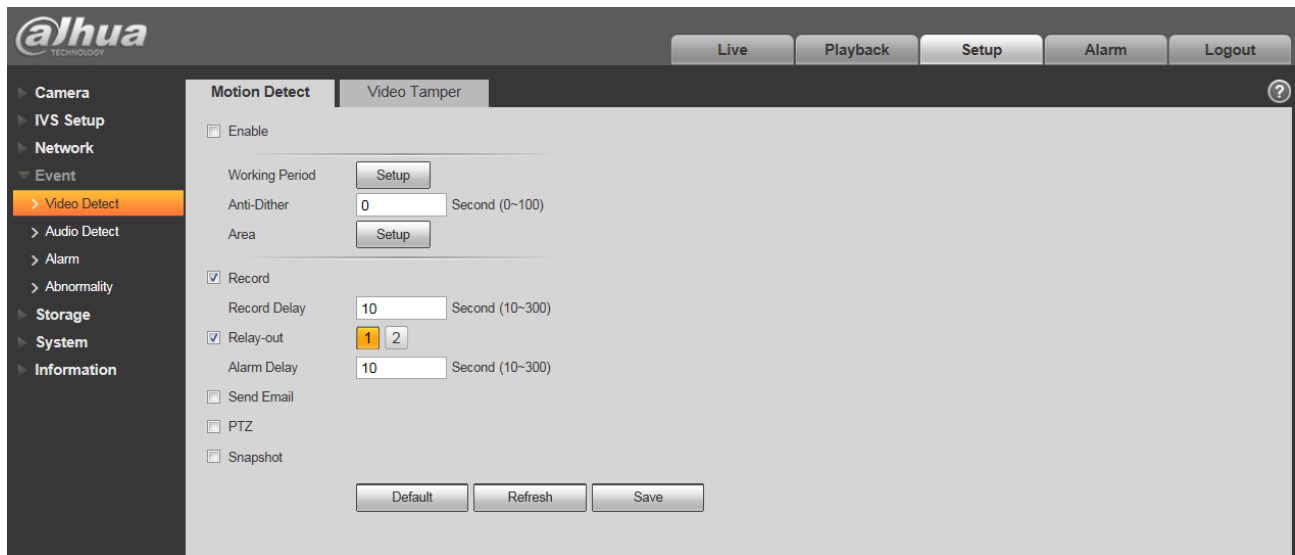 alhua
TECHNOLOGY
Live Playback Setup Alarm Logout
Camera
IVS Setup
Network
Event
Video Detect
Audio Detect
Alarm
Abnormality
Storage
System
Information
Motion Detect Video Tamper ?
Enable
Working Period Setup
Anti-Dither 0 Second (0~100)
Area Setup
Record
Record Delay 10 Second (10~300)
Relay-out 1 2
Alarm Delay 10 Second (10~300)
Send Email
PTZ
Snapshot
Default Refresh Save